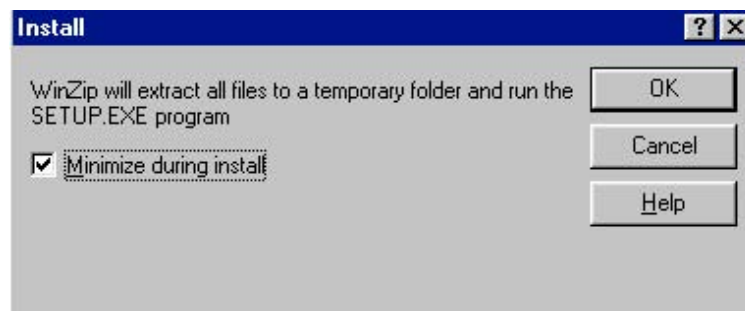 Install
WinZip will extract all files to a temporary folder and run the
SETUP.EXE program
Minimize during install
OK
Cancel
Help